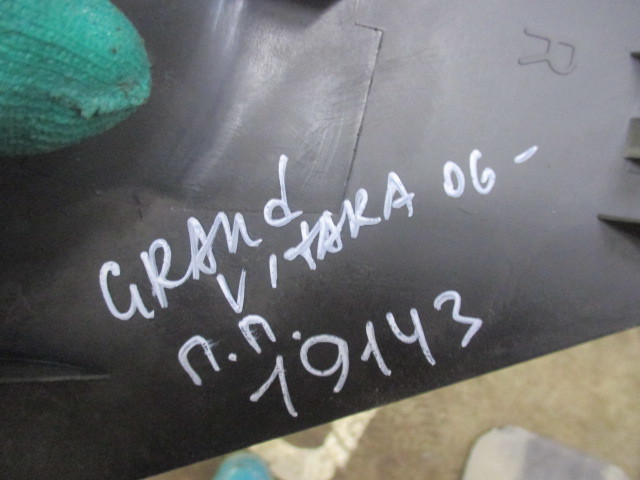 R
GRANd
VITARA 06-
п.п.
19143